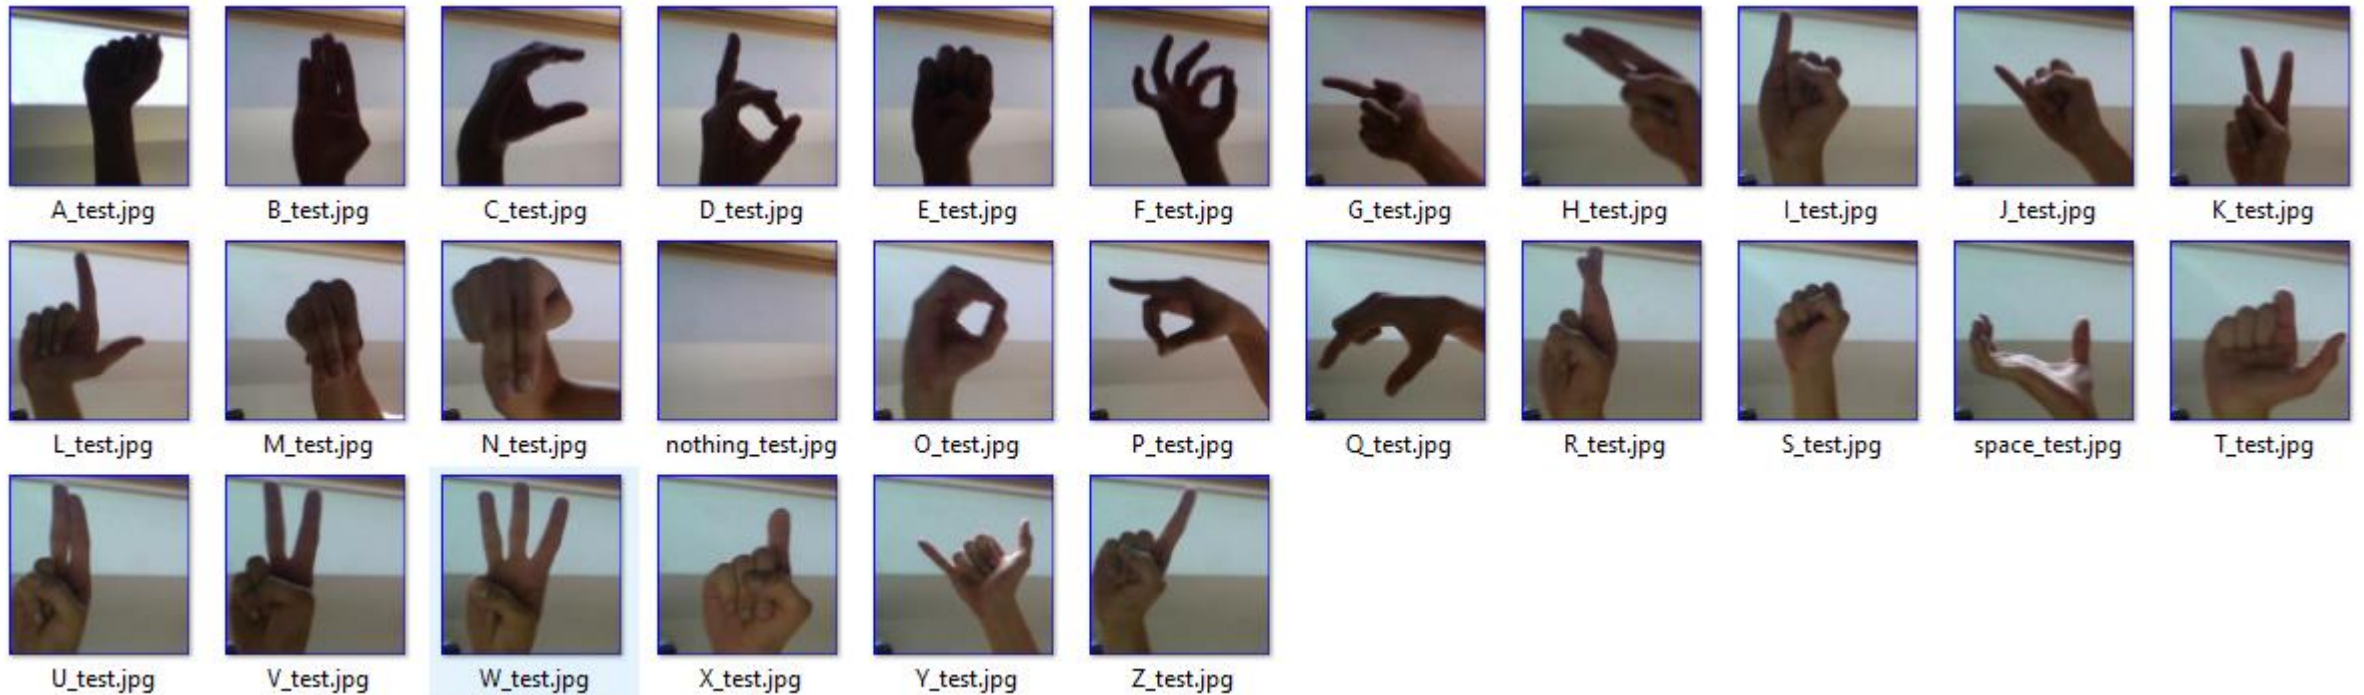 A_test.jpg B_test.jpg C_test.jpg D_test.jpg E_test.jpg F_test.jpg G_test.jpg H_test.jpg I_test.jpg J_test.jpg K_test.jpg
L_test.jpg M_test.jpg N_test.jpg nothing_test.jpg O_test.jpg P_test.jpg Q_test.jpg R_test.jpg S_test.jpg space_test.jpg T_test.jpg
U_test.jpg V_test.jpg W_test.jpg X_test.jpg Y_test.jpg Z_test.jpg